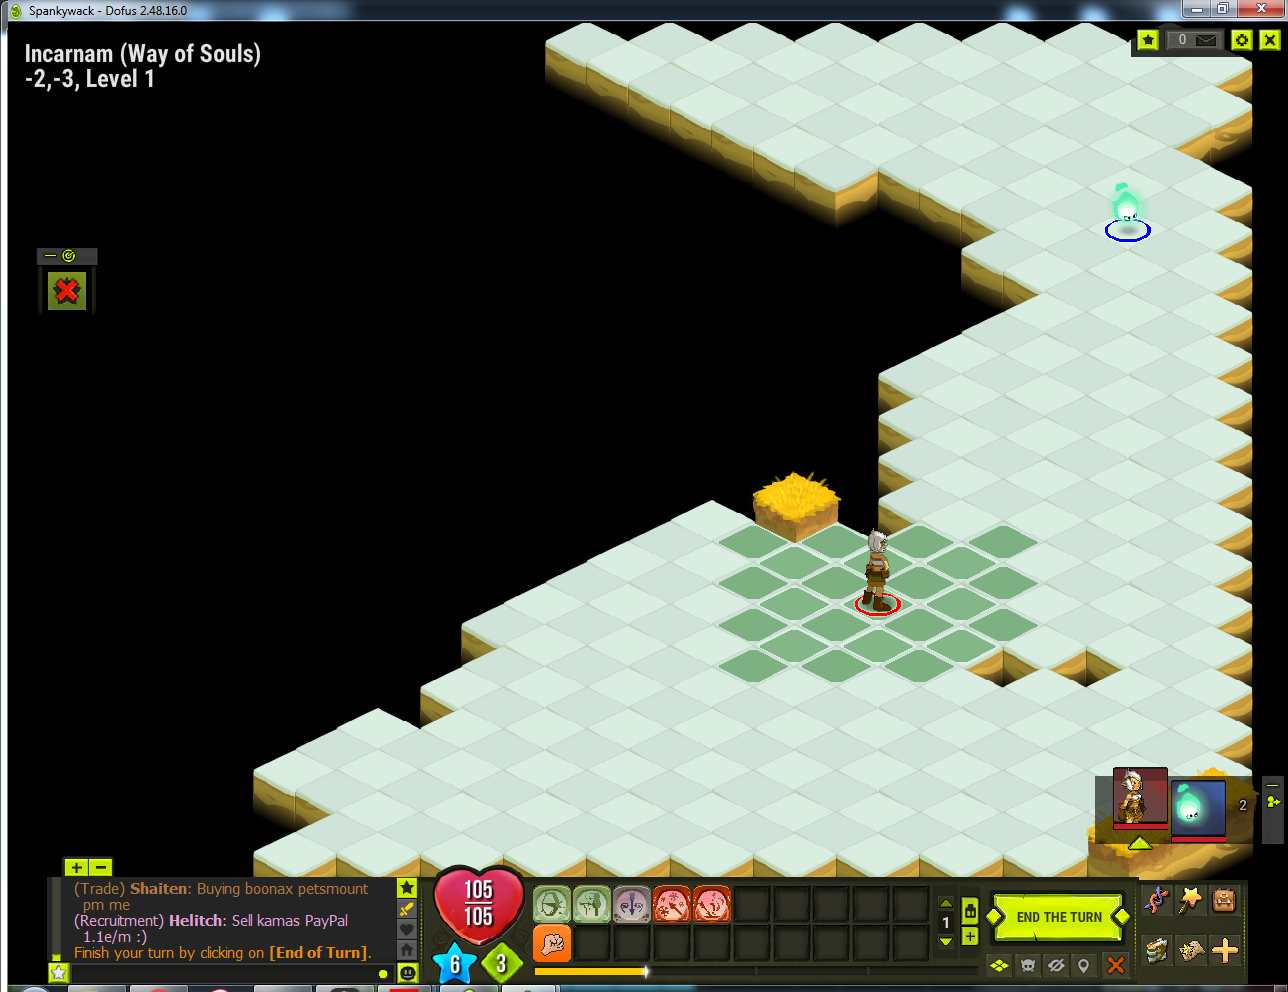 Spankywack - Dofus 2.48.16.0
Incarnam (Way of Souls)
-2,-3, Level 1
0
2
(Trade) Shaiten: Buying boonax petsmount
pm me
(Recruitment) Helitch: Sell kamas PayPal
1.1e/m :)
Finish your turn by clicking on [End of Turn].
105
105
6
3
1
END THE TURN